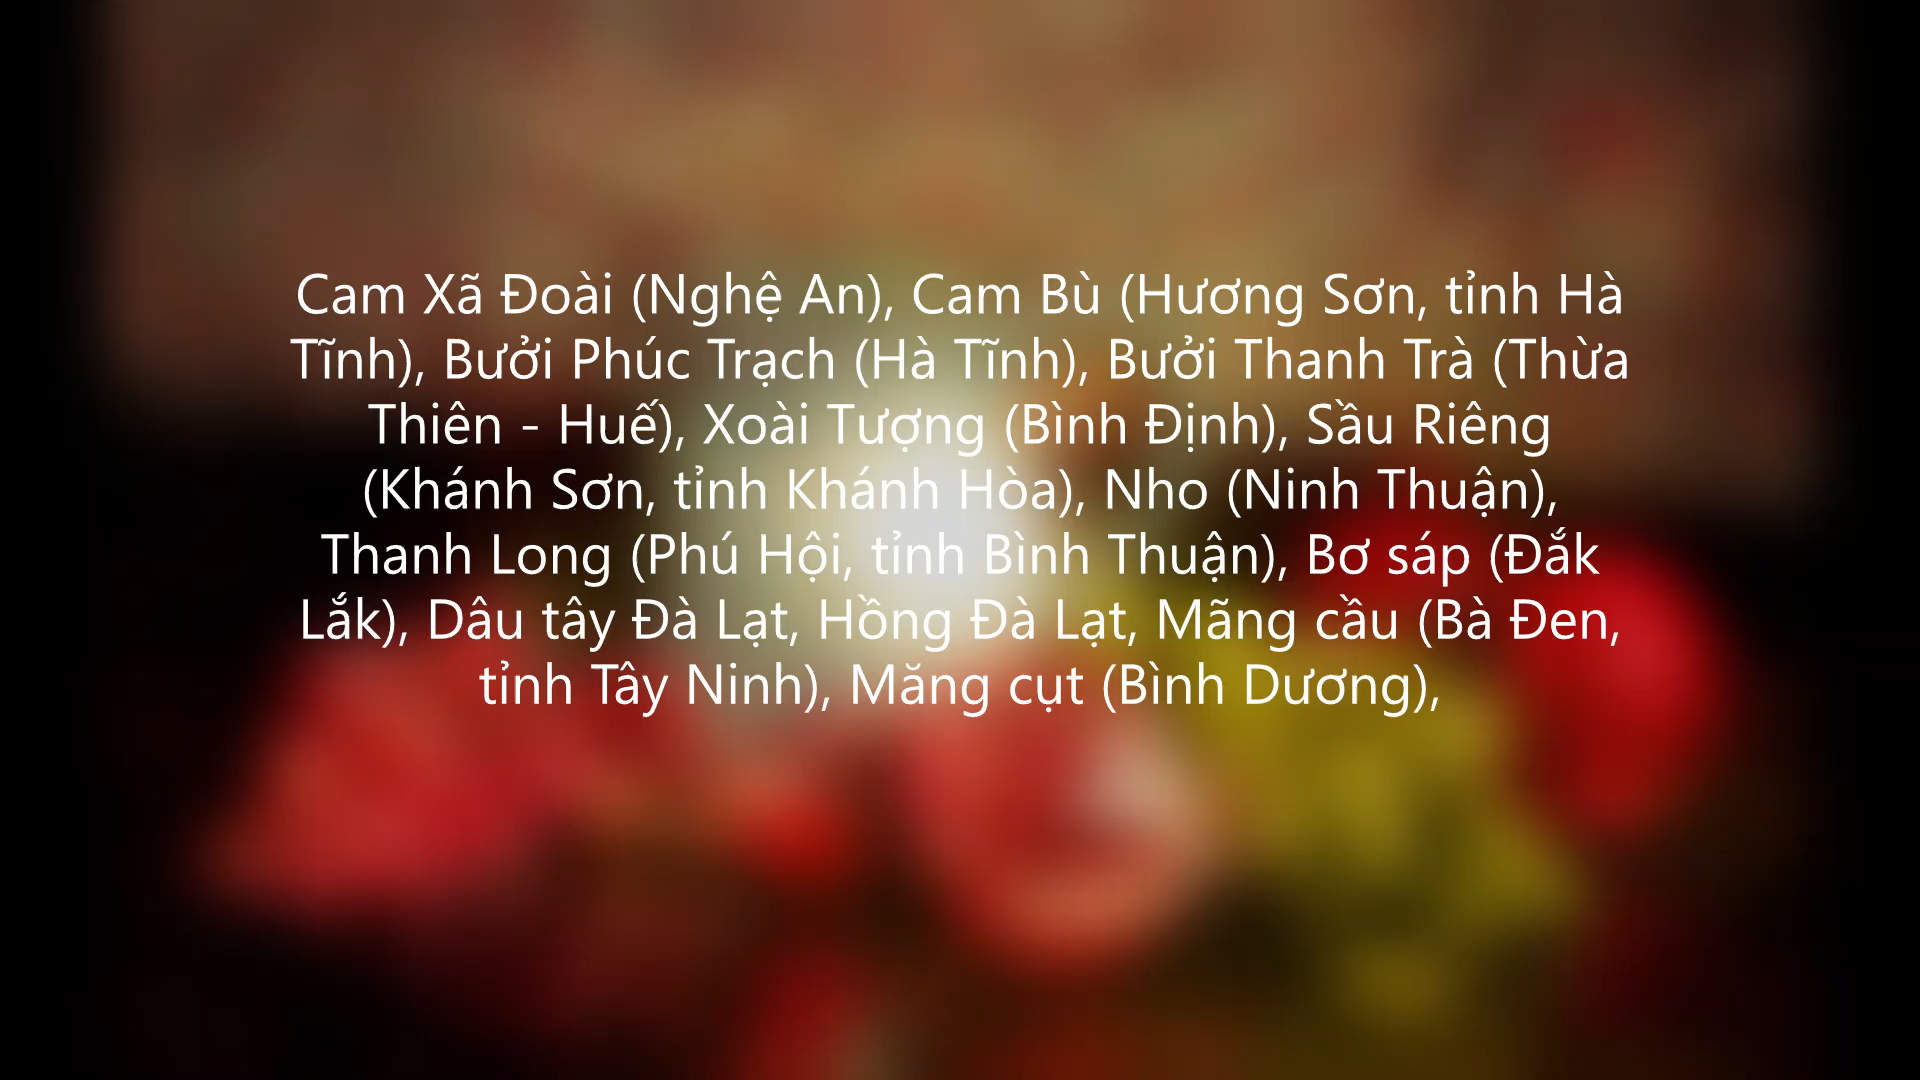 Cam Xã Đoài (Nghệ An), Cam Bù (Hương Sơn, tỉnh Hà
Tĩnh), Bưởi Phúc Trạch (Hà Tĩnh), Bưởi Thanh Trà (Thừa
Thiên - Huế), Xoài Tượng (Bình Định), Sầu Riêng
(Khánh Sơn, tỉnh Khánh Hòa), Nho (Ninh Thuận),
Thanh Long (Phú Hội, tỉnh Bình Thuận), Bơ sáp (Đắk
Lắk), Dâu tây Đà Lạt, Hồng Đà Lạt, Mãng cầu (Bà Đen,
tỉnh Tây Ninh), Măng cụt (Bình Dương),